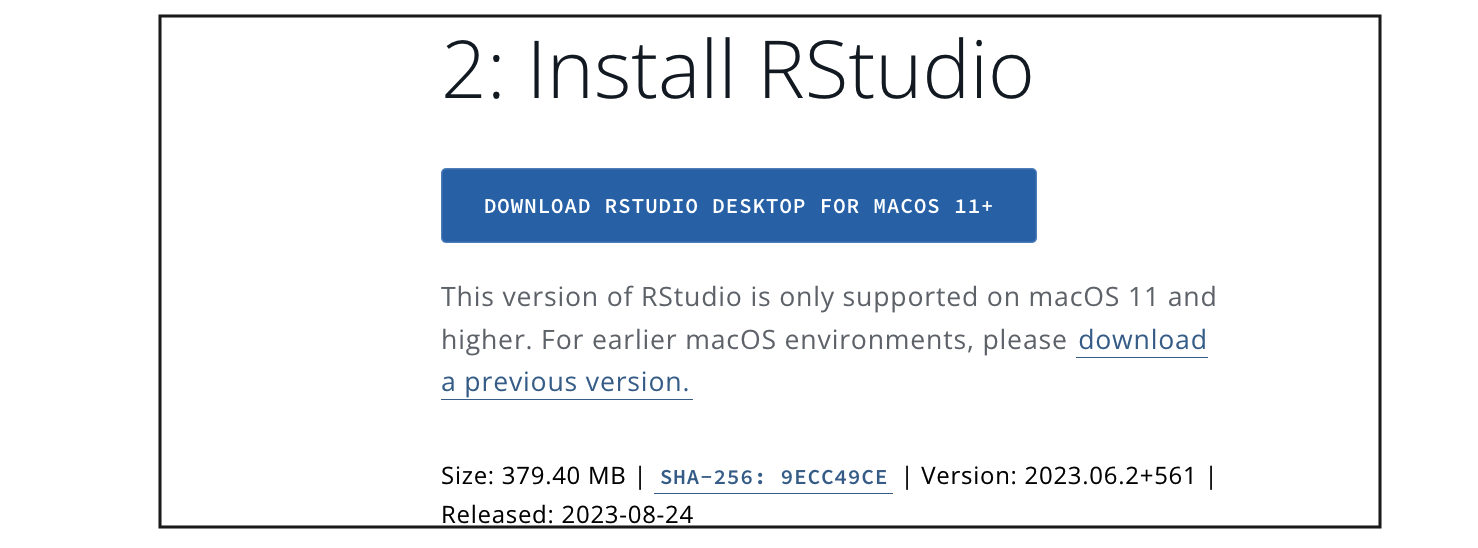 2: Install RStudio
DOWNLOAD RSTUDIO DESKTOP FOR MACOS 11+
This version of RStudio is only supported on macOS 11 and
higher. For earlier macOS environments, please download
a previous version.
Size: 379.40 MB | SHA-256: 9ECC49CE | Version: 2023.06.2+561 |
Released: 2023-08-24